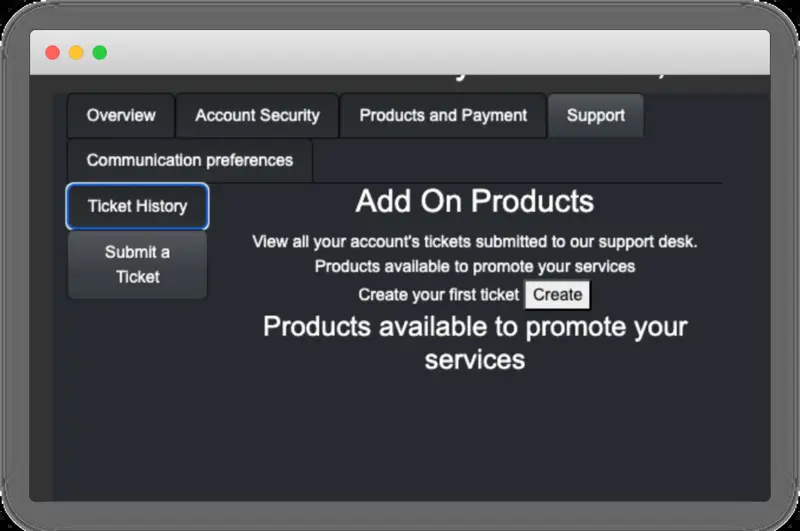 Overview
Account Security
Products and Payment
Support
Communication preferences
Ticket History
Submit a
Ticket
Add On Products
View all your account's tickets submitted to our support desk.
Products available to promote your services
Create your first ticket Create
Products available to promote your
services